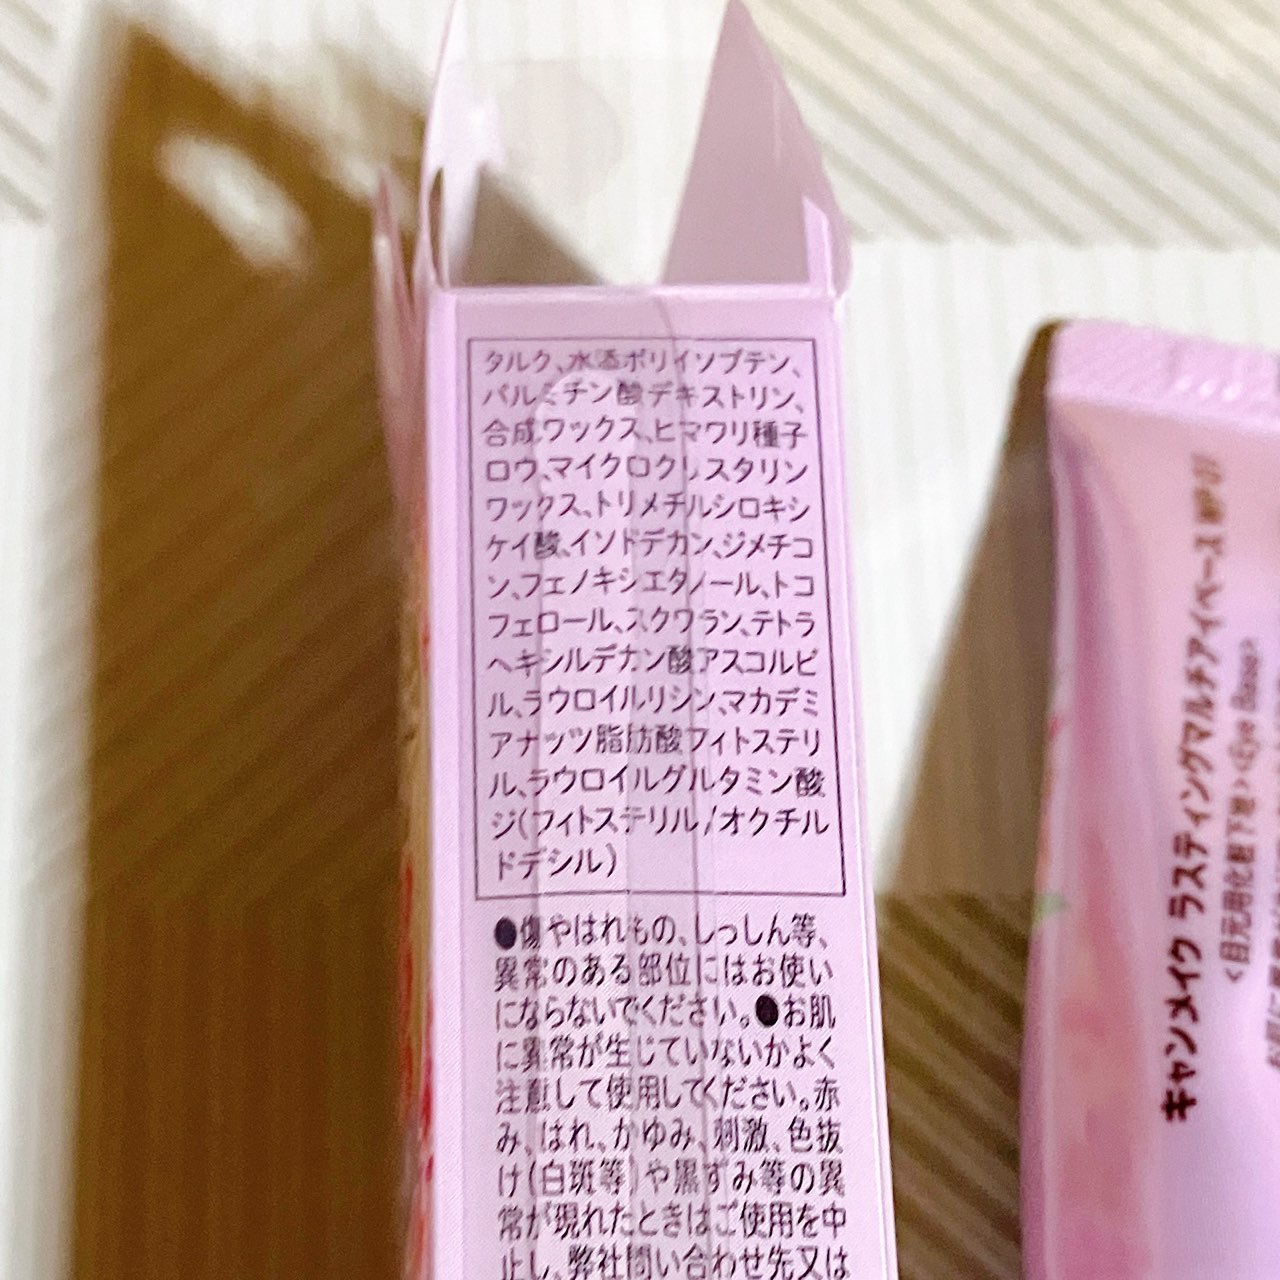 タルク、水添ポリイソブテン、
パルミチン酸デキストリン、
合成ワックス、ヒマワリ種子
ロウ、マイクロクリスタリン
ワックス、トリメチルシロキシ
ケイ酸、イソドデカン、ジメチコ
ン、フェノキシエタノール、トコ
フェロール、スクワラン、テトラ
ヘキシルデカン酸アスコルビ
ル、ラウロイルリシン、マカデミ
アナッツ脂肪酸フィトステリ
ル、ラウロイルグルタミン酸
ジ(フィトステリル/オクチル
ドデシル)
●傷やはれもの、しっしん等、
異常のある部位にはお使い
にならないでください。●お肌
に異常が生じていないかよく
注意して使用してください。赤
み、はれ、かゆみ、刺激、色抜
け(白斑等)や黒ずみ等の異
常が現れたときはご使用を中
止し、弊社問い合わせ先又は
キャンメイク ラスティングマルチアイベース WP 01
<目元用化粧下地> <Eye Base>